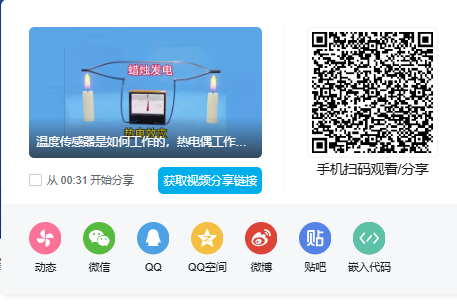 蜡烛发电
热电效应
温度传感器是如何工作的，热电偶工作...
从 00:31 开始分享
获取视频分享链接
手机扫码观看/分享
动态
微信
QQ
QQ空间
微博
贴
贴吧
嵌入代码